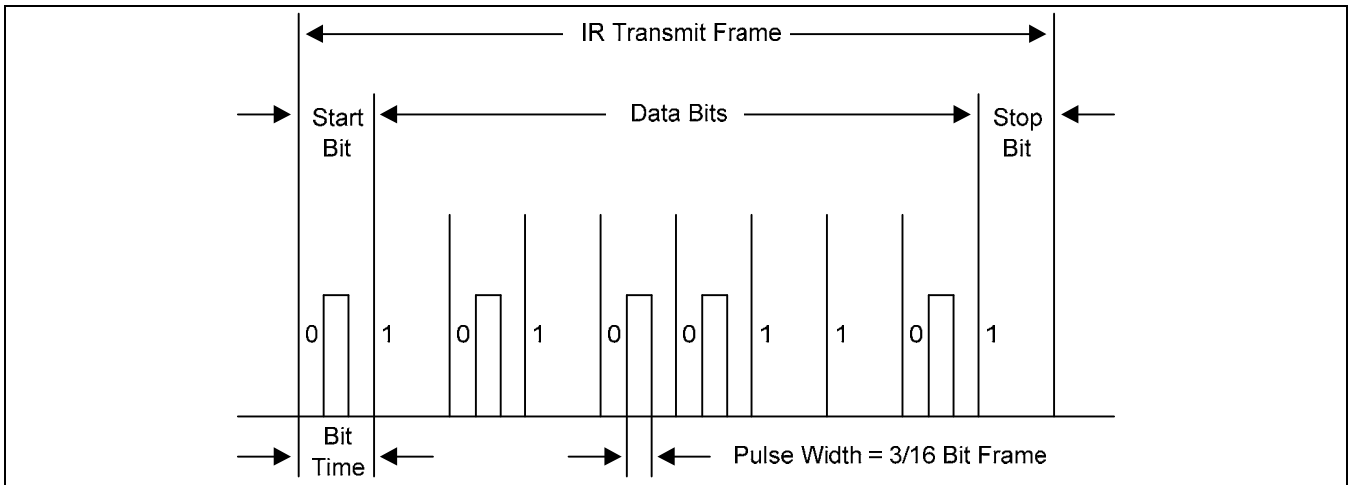 IR Transmit Frame
Start
Bit
Data Bits
Stop
Bit
0 1 0 1 0 0 1 1 0 1
Bit
Time
Pulse Width = 3/16 Bit Frame